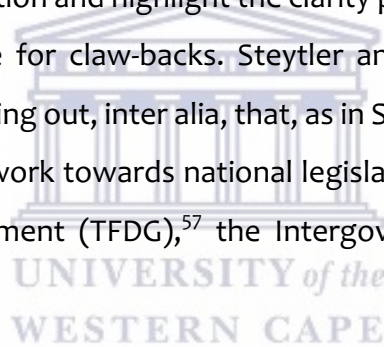 tion and highlight the clarity p
for claw-backs. Steytler an
ing out, inter alia, that, as in S
work towards national legisla
ment (TFDG),⁵⁷ the Intergov
UNIVERSITY of the
WESTERN CAPE